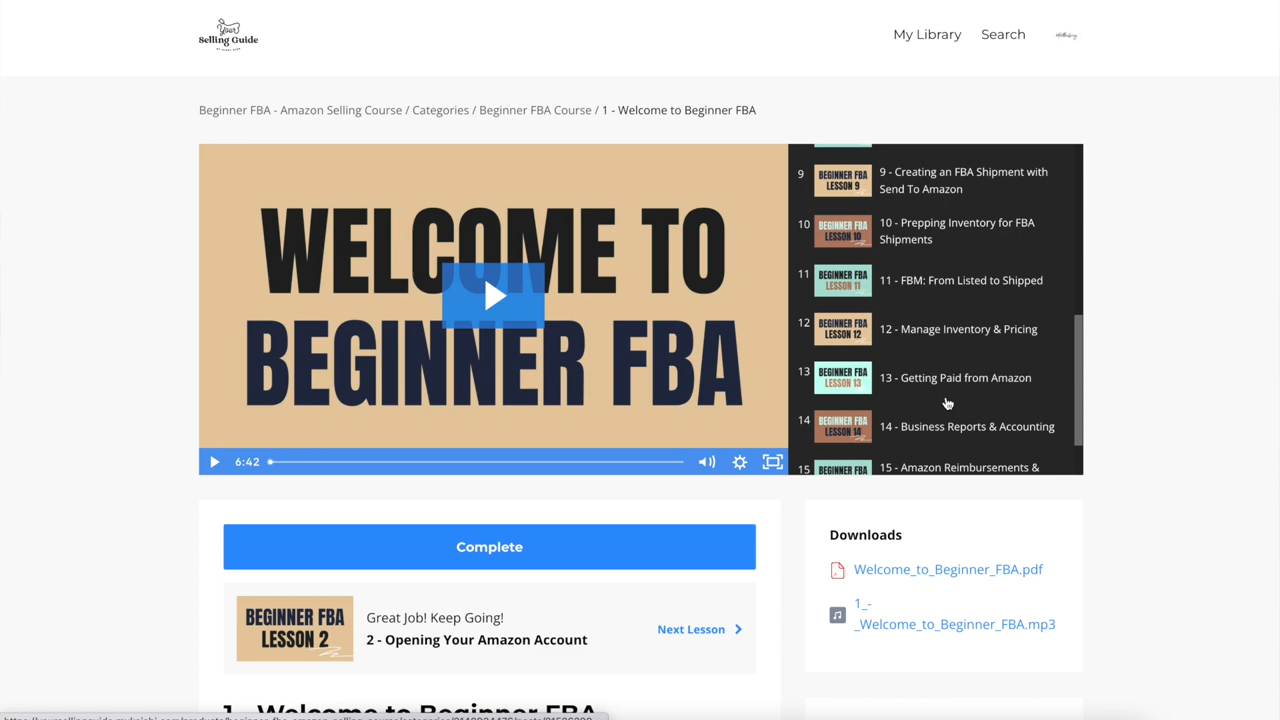 Your
Selling Guide
My Library
Search
Beginner FBA - Amazon Selling Course / Categories / Beginner FBA Course / 1 - Welcome to Beginner FBA
WELCOME TO
BEGINNER FBA
6:42
9
BEGINNER FBA
LESSON 9
9 - Creating an FBA Shipment with
Send To Amazon
10
BEGINNER FBA
LESSON 10
10 - Prepping Inventory for FBA
Shipments
11
BEGINNER FBA
LESSON 11
11 - FBM: From Listed to Shipped
12
BEGINNER FBA
LESSON 12
12 - Manage Inventory & Pricing
13
BEGINNER FBA
LESSON 13
13 - Getting Paid from Amazon
14
BEGINNER FBA
LESSON 14
14 - Business Reports & Accounting
15
BEGINNER FBA
15 - Amazon Reimbursements &
Complete
BEGINNER FBA
LESSON 2
Great Job! Keep Going!
2 - Opening Your Amazon Account
Next Lesson
1 - Welcome to Beginner FBA
Downloads
Welcome_to_Beginner_FBA.pdf
1_-
_Welcome_to_Beginner_FBA.mp3